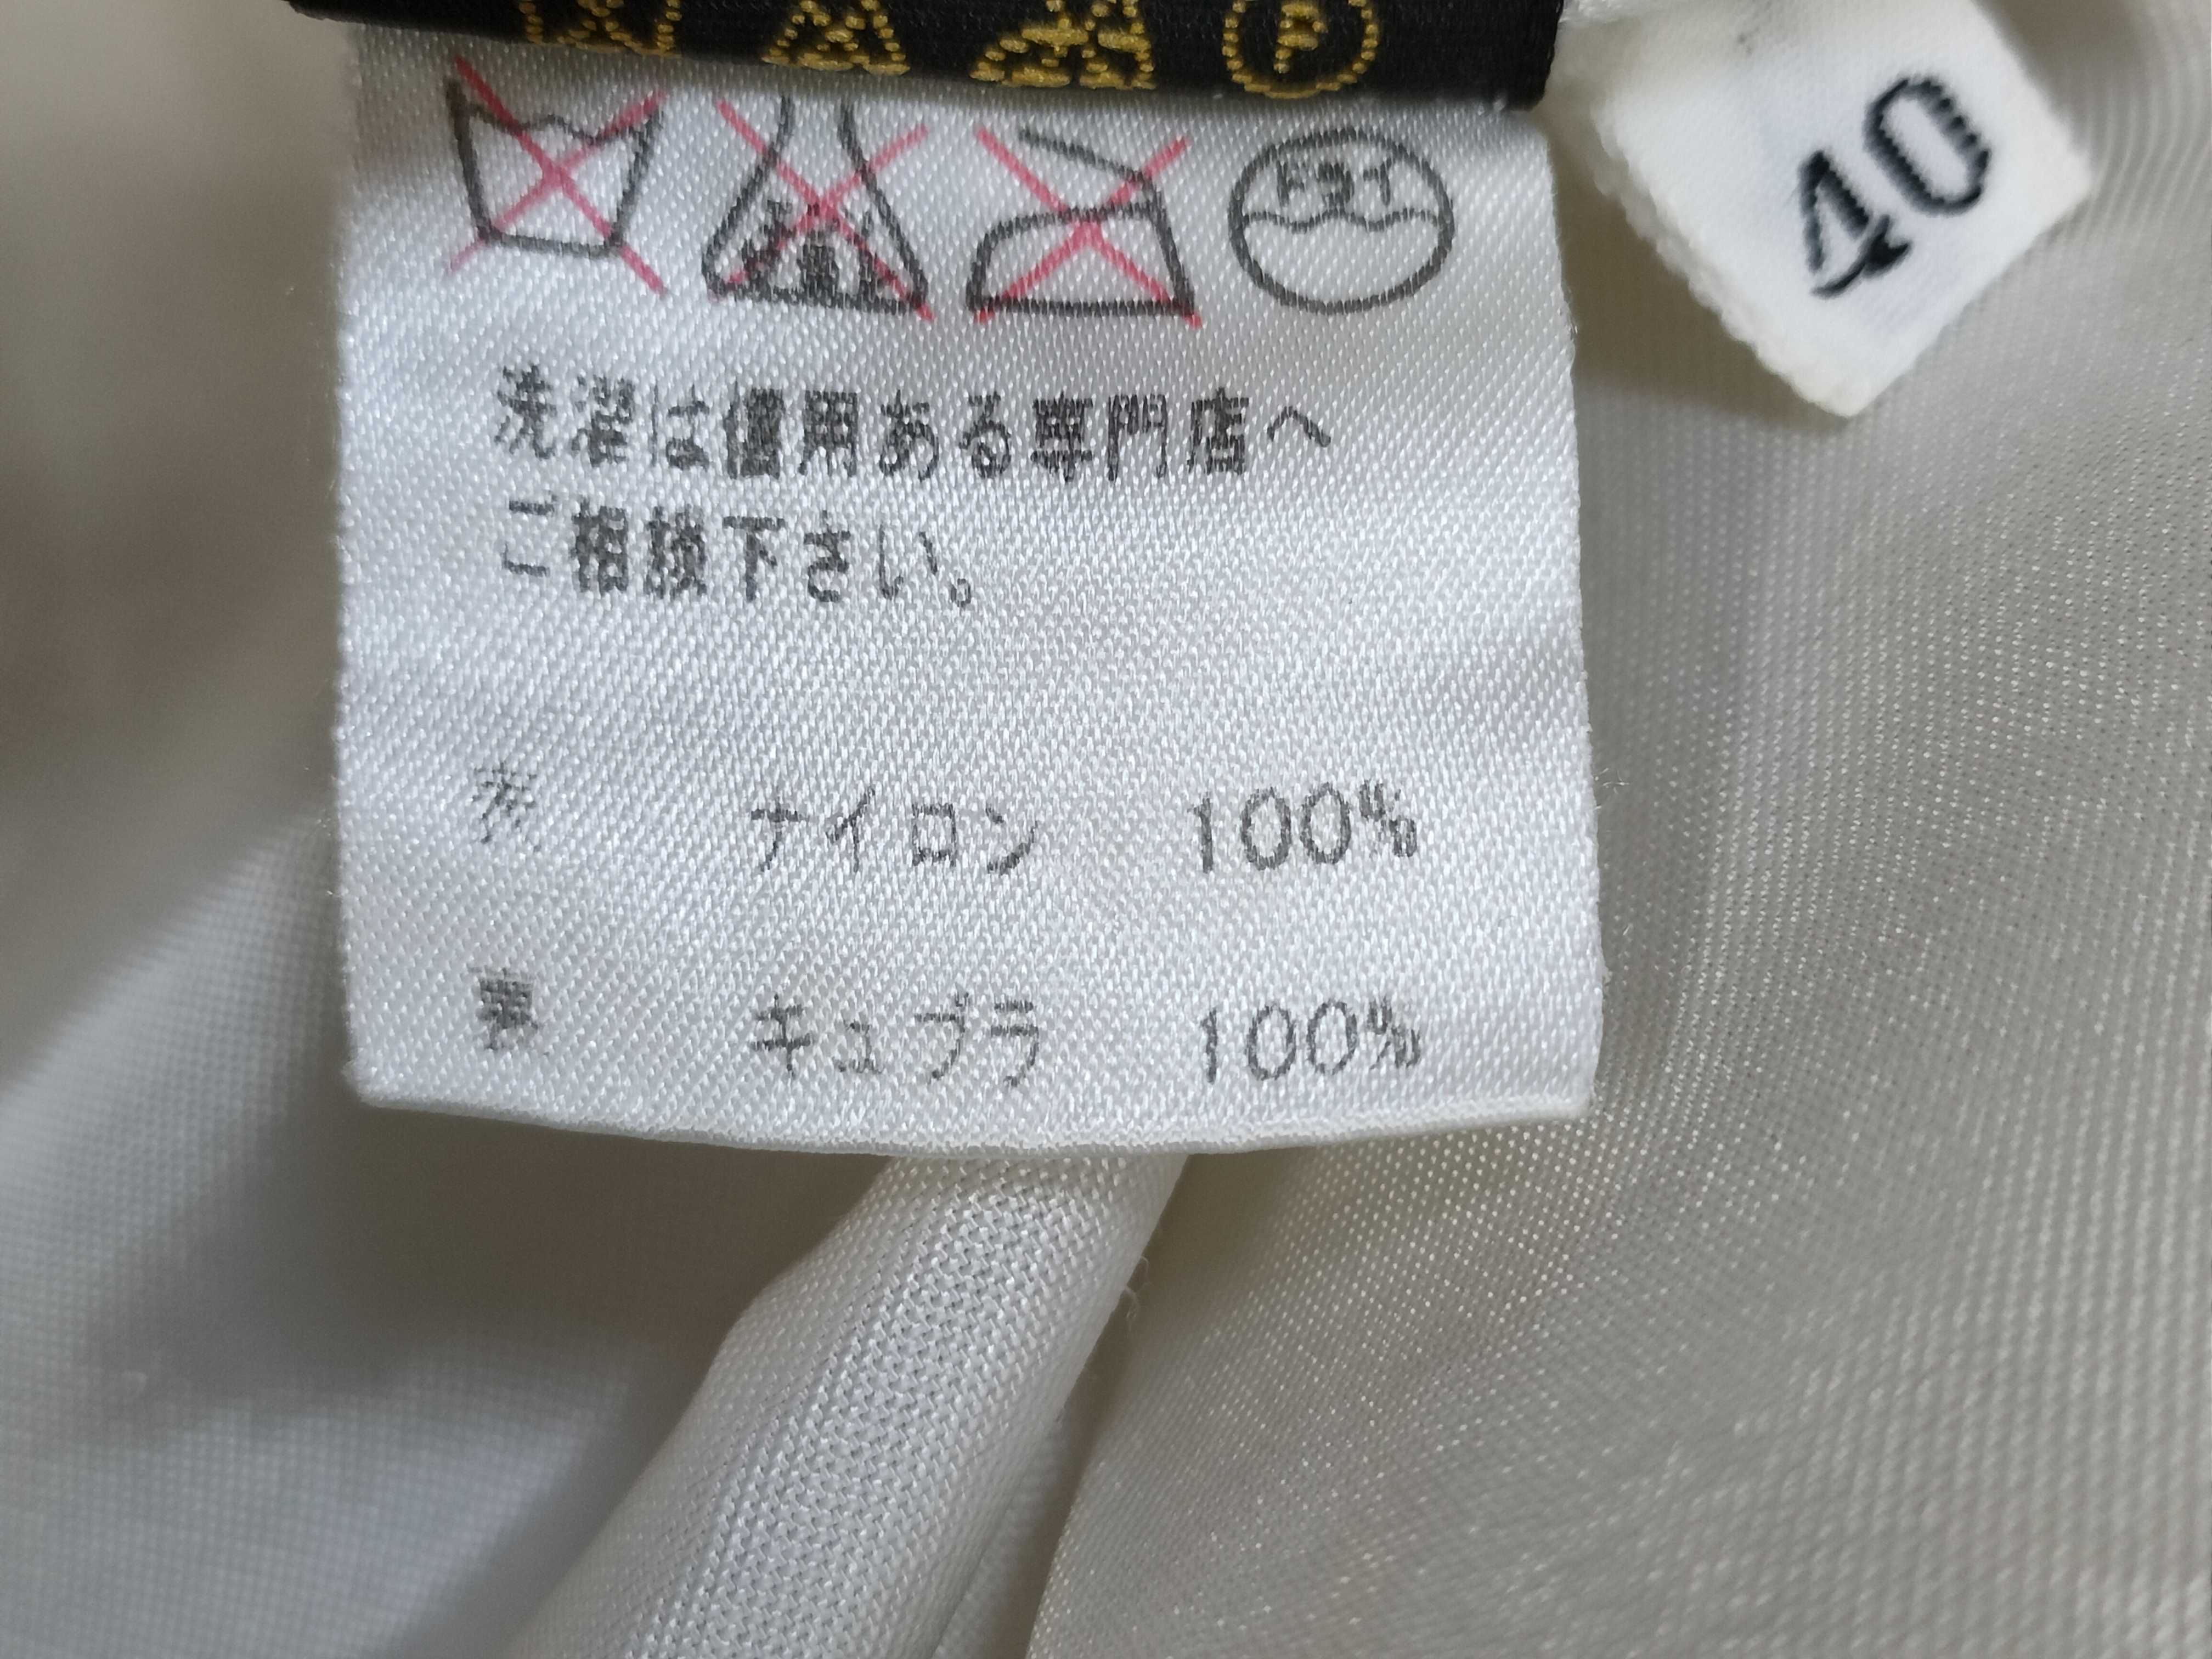 P
40
ドライ
洗濯は信用ある専門店へ
ご相談下さい。
表 ナイロン 100%
裏 キュプラ 100%